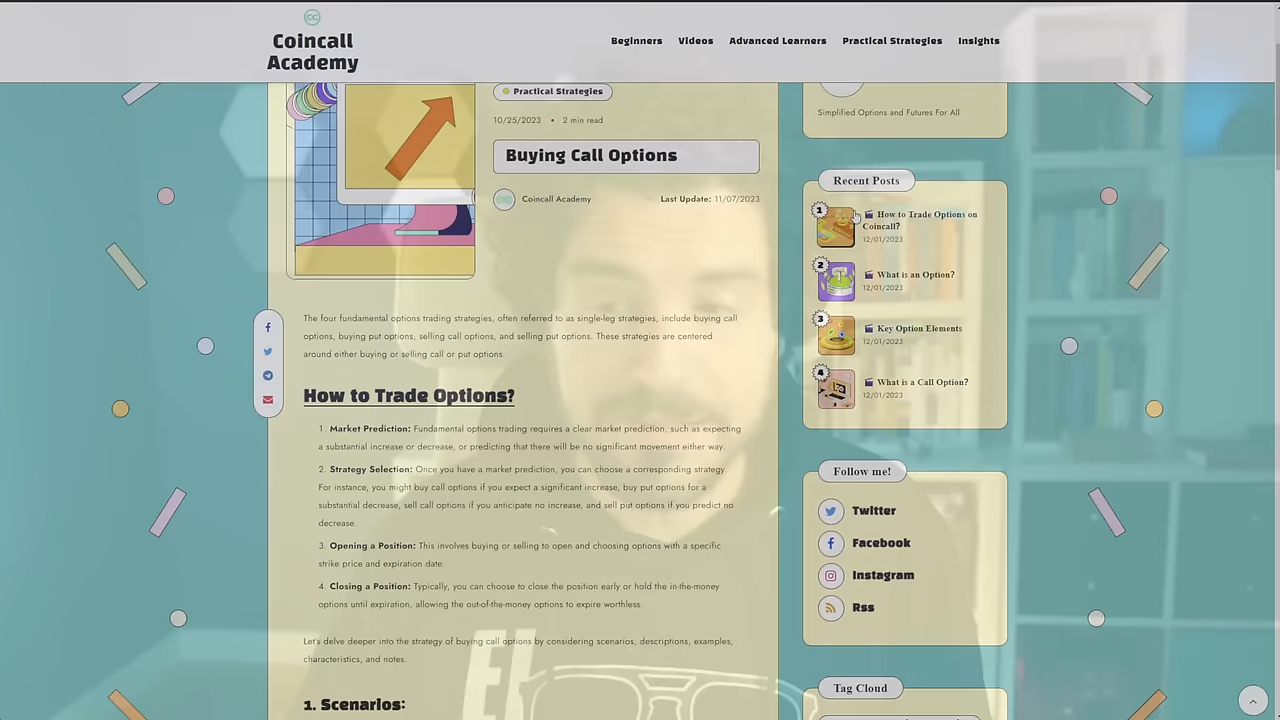 CC
Coincall
Academy
Beginners
Videos
Advanced Learners
Practical Strategies
Insights
Practical Strategies
10/25/2023 • 2 min read
Buying Call Options
Coincall Academy
Last Update: 11/07/2023
The four fundamental options trading strategies, often referred to as single-leg strategies, include buying call
options, buying put options, selling call options, and selling put options. These strategies are centered
around either buying or selling call or put options.
How to Trade Options?
1. Market Prediction: Fundamental options trading requires a clear market prediction, such as expecting
a substantial increase or decrease, or predicting that there will be no significant movement either way.
2. Strategy Selection: Once you have a market prediction, you can choose a corresponding strategy.
For instance, you might buy call options if you expect a significant increase, buy put options for a
substantial decrease, sell call options if you anticipate no increase, and sell put options if you predict no
decrease.
3. Opening a Position: This involves buying or selling to open and choosing options with a specific
strike price and expiration date.
4. Closing a Position: Typically, you can choose to close the position early or hold the in-the-money
options until expiration, allowing the out-of-the-money options to expire worthless.
Let's delve deeper into the strategy of buying call options by considering scenarios, descriptions, examples,
characteristics, and notes.
1. Scenarios:
Simplified Options and Futures For All
Recent Posts
1
How to Trade Options on
Coincall?
12/01/2023
2
What is an Option?
12/01/2023
3
Key Option Elements
12/01/2023
4
What is a Call Option?
12/01/2023
Follow me!
Twitter
Facebook
Instagram
Rss
Tag Cloud